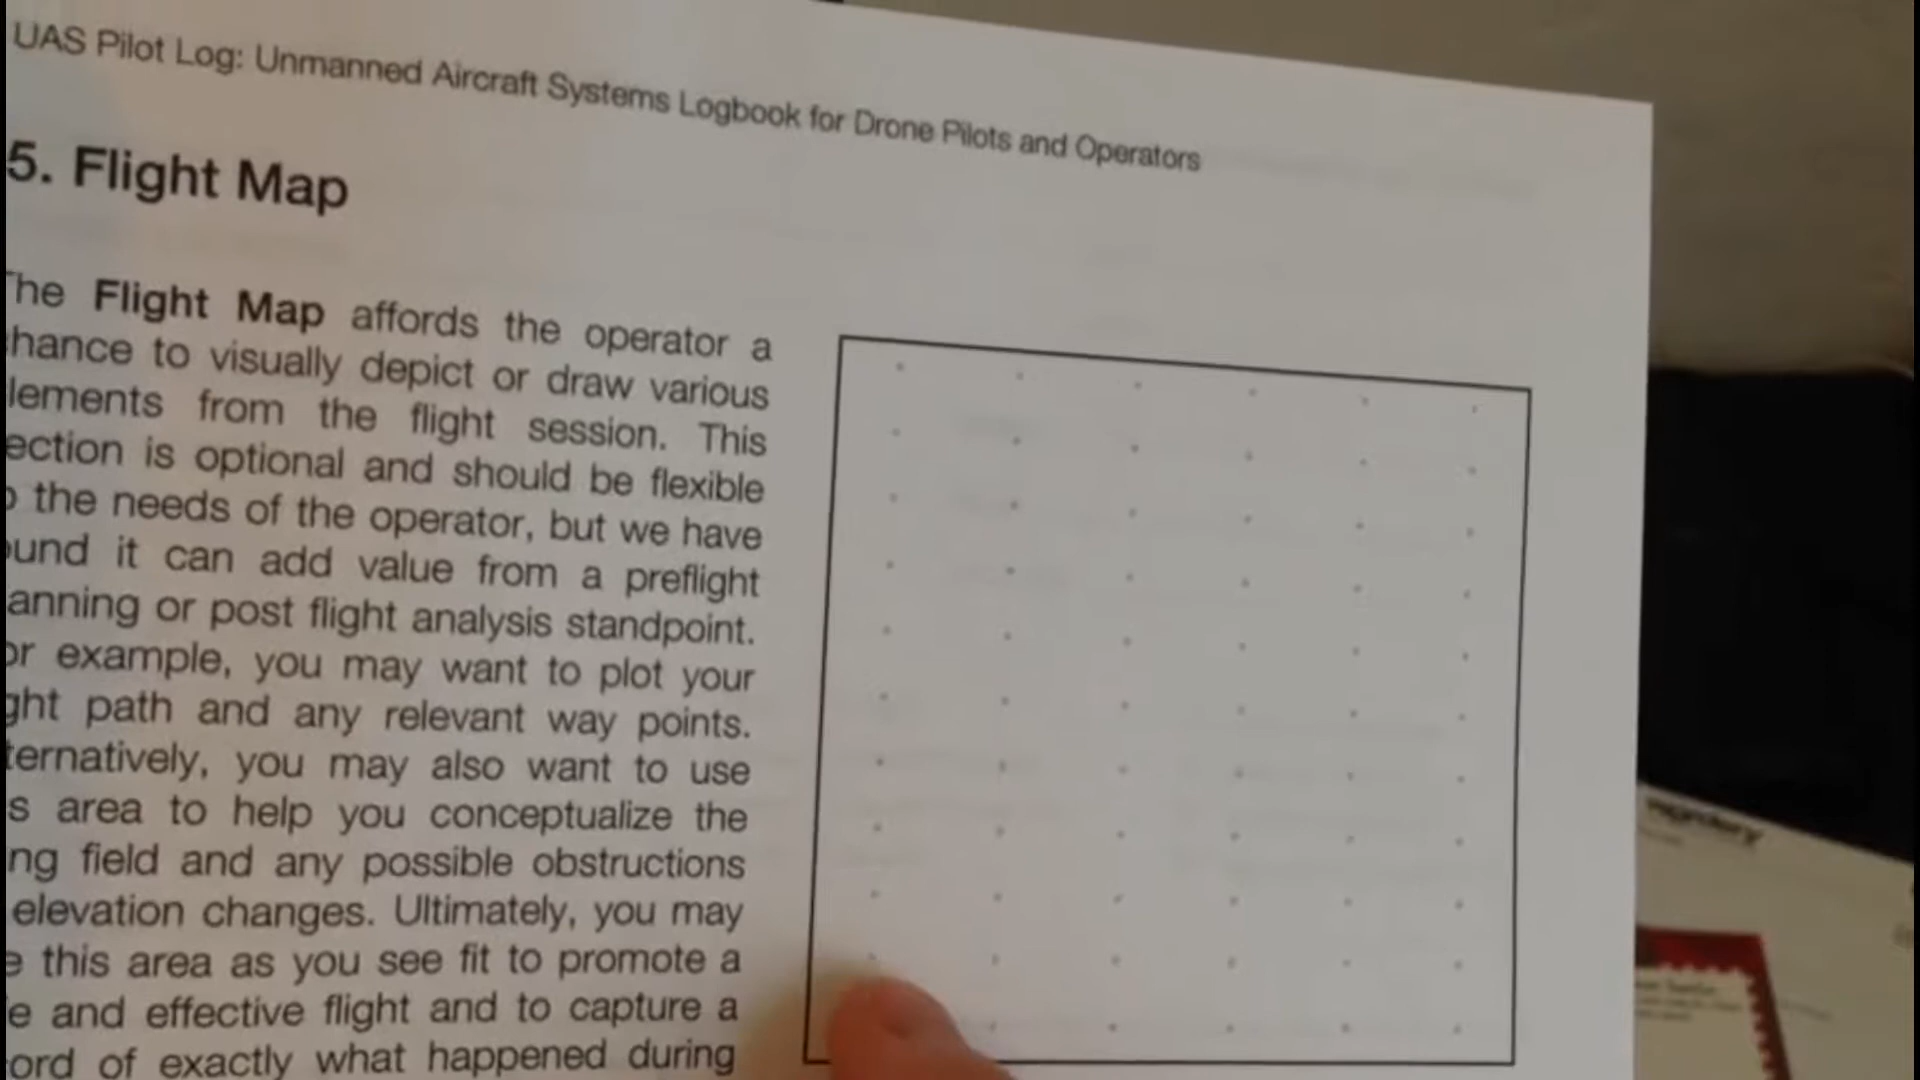 UAS Pilot Log: Unmanned Aircraft Systems Logbook for Drone Pilots and Operators
5. Flight Map
The Flight Map affords the operator a
chance to visually depict or draw various
lements from the flight session. This
ection is optional and should be flexible
o the needs of the operator, but we have
ound it can add value from a preflight
anning or post flight analysis standpoint.
or example, you may want to plot your
ght path and any relevant way points.
ternatively, you may also want to use
s area to help you conceptualize the
ng field and any possible obstructions
elevation changes. Ultimately, you may
e this area as you see fit to promote a
e and effective flight and to capture a
ord of exactly what happened during